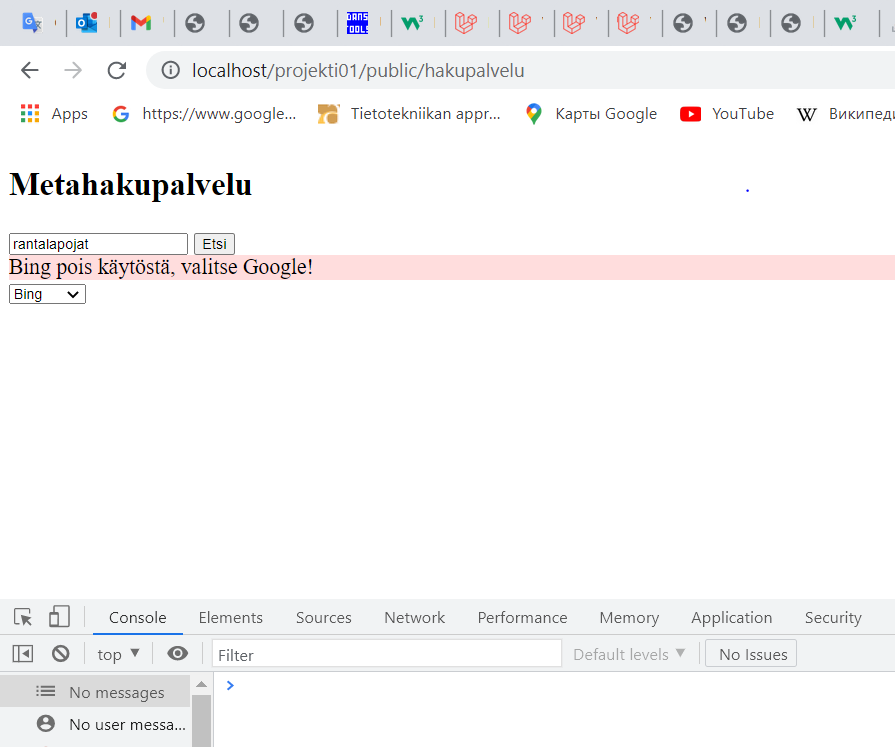 localhost/projekti01/public/hakupalvelu
Apps https://www.google... Tietotekniikan appr... Карты Google YouTube W Википеди
Metahakupalvelu
rantalapojat Etsi
Bing pois käytöstä, valitse Google!
Bing
Console Elements Sources Network Performance Memory Application Security
top Filter Default levels No Issues
No messages
No user messa...